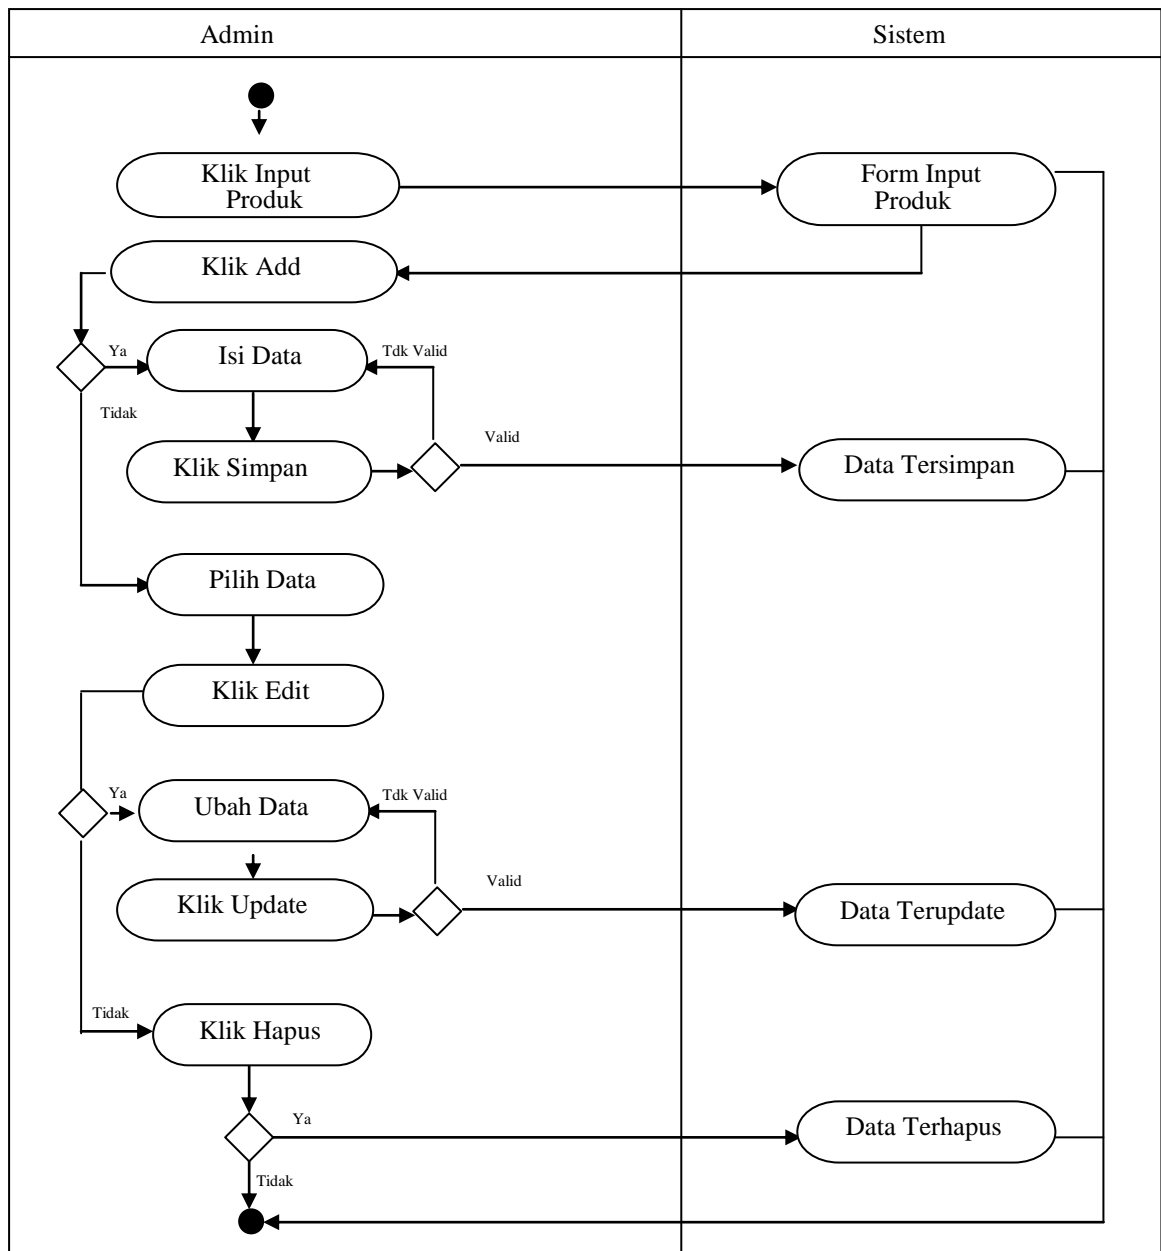 Admin
Sistem
Klik Input
Produk
Form Input
Produk
Klik Add
Ya
Isi Data
Tdk Valid
Tidak
Klik Simpan
Valid
Data Tersimpan
Pilih Data
Klik Edit
Ya
Ubah Data
Tdk Valid
Klik Update
Valid
Data Terupdate
Tidak
Klik Hapus
Ya
Data Terhapus
Tidak